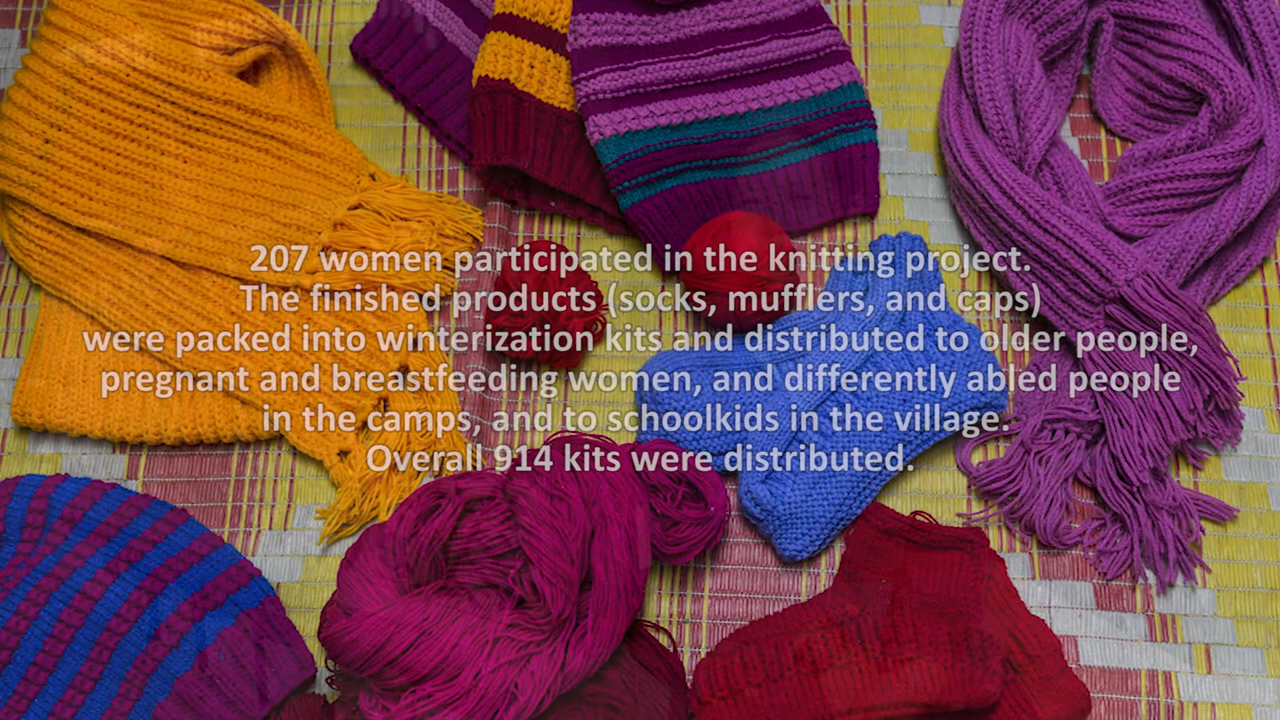 207 women participated in the knitting project.
The finished products (socks, mufflers, and caps)
were packed into winterization kits and distributed to older people,
pregnant and breastfeeding women, and differently abled people
in the camps, and to schoolkids in the village.
Overall 914 kits were distributed.